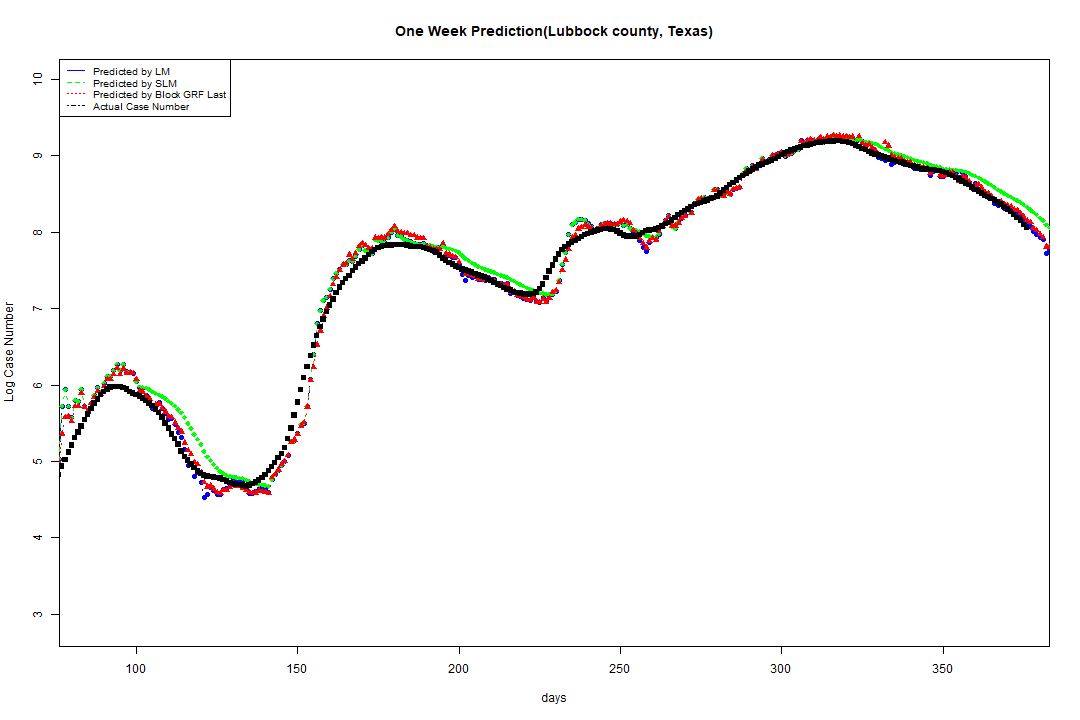 One Week Prediction(Lubbock county, Texas)
Predicted by LM
Predicted by SLM
Predicted by Block GRF Last
Actual Case Number
10
9
8
7
6
5
4
3
Log Case Number
100 150 200 250 300 350
days